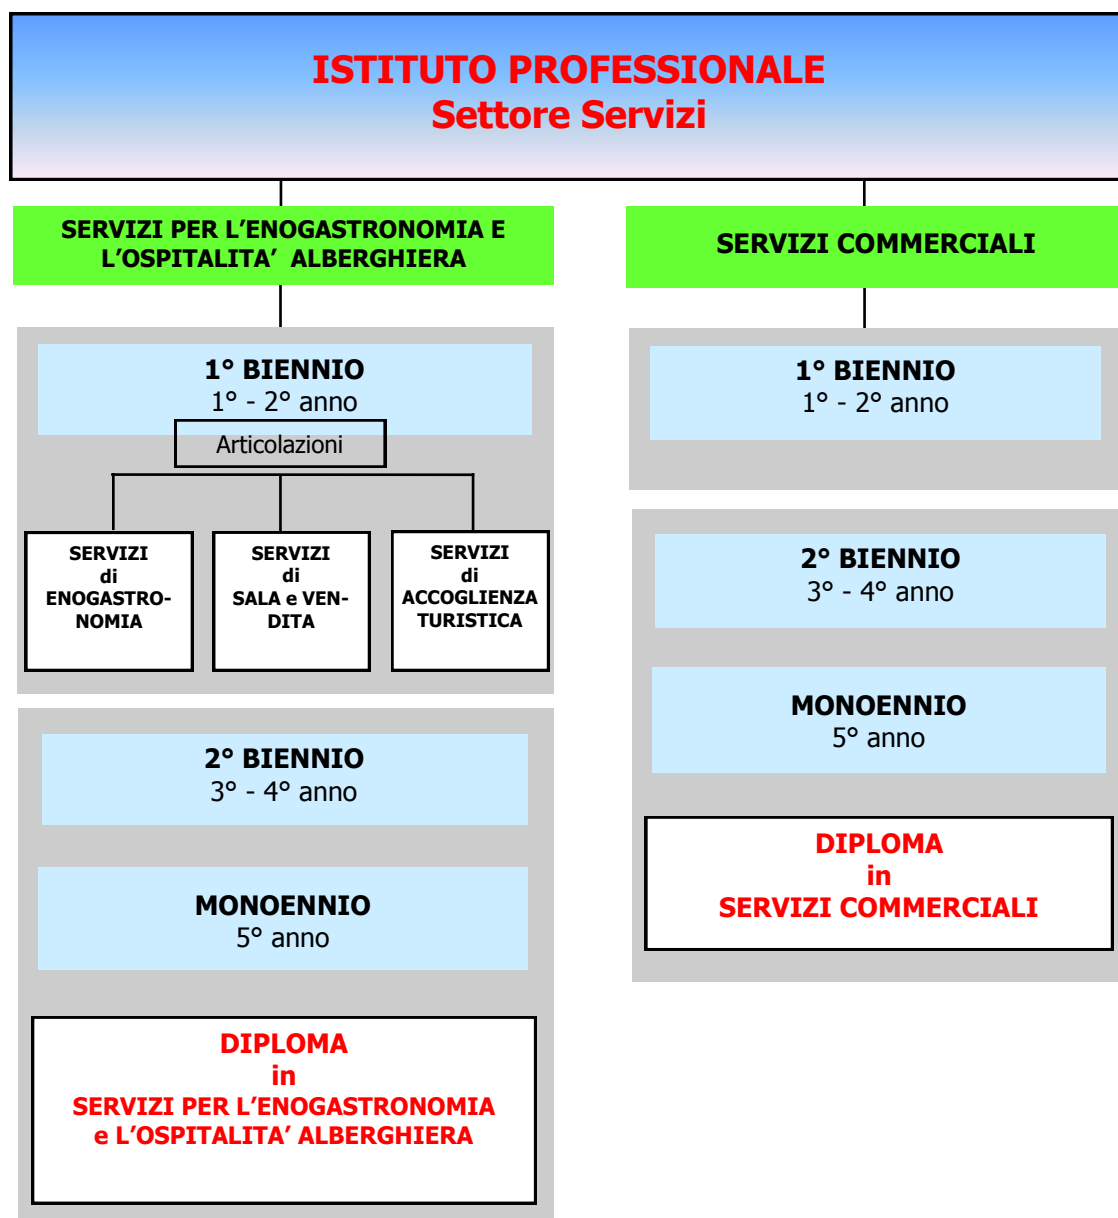 ISTITUTO PROFESSIONALE
Settore Servizi
SERVIZI PER L’ENOGASTRONOMIA E
L’OSPITALITA’ ALBERGHIERA
1° BIENNIO
1° - 2° anno
Articolazioni
SERVIZI
di
ENOGASTRO-
NOMIA
SERVIZI
di
SALA e VEN-
DITA
SERVIZI
di
ACCOGLIENZA
TURISTICA
2° BIENNIO
3° - 4° anno
MONOENNIO
5° anno
DIPLOMA
in
SERVIZI PER L’ENOGASTRONOMIA
e L’OSPITALITA’ ALBERGHIERA
SERVIZI COMMERCIALI
1° BIENNIO
1° - 2° anno
2° BIENNIO
3° - 4° anno
MONOENNIO
5° anno
DIPLOMA
in
SERVIZI COMMERCIALI